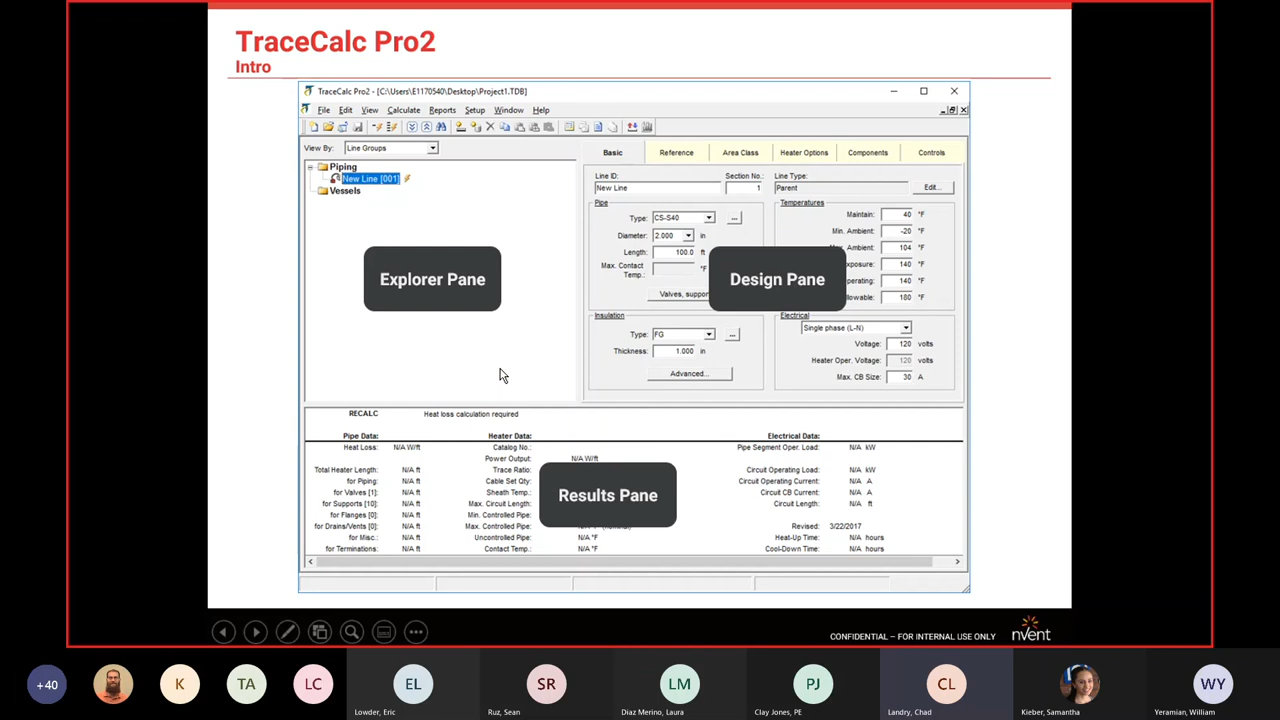 TraceCalc Pro2
Intro
TraceCalc Pro2 - [C:\Users\E1170540\Desktop\Project1.TDB]
File Edit View Calculate Reports Setup Window Help
View By: Line Groups
Piping
New Line [001]
Vessels
Explorer Pane
Basic Reference Area Class Heater Options Components Controls
Line ID: Section No.: Line Type:
New Line 1 Parent Edit...
Pipe
Type: CS-S40 ...
Diameter: 2.000 in
Length: 100.0 ft
Max. Contact Temp.: °F
Valves, suppor
Temperatures
Maintain: 40 °F
Min. Ambient: -20 °F
Ambient: 104 °F
xposure: 140 °F
perating: 140 °F
llowable: 180 °F
Design Pane
Insulation
Type: FG ...
Thickness: 1.000 in
Advanced...
Electrical
Single phase (L-N)
Voltage: 120 volts
Heater Oper. Voltage: 120 volts
Max. CB Size: 30 A
RECALC Heat loss calculation required
Pipe Data: Heater Data: Electrical Data:
Heat Loss: N/A W/ft Catalog No.: Pipe Segment Oper. Load: N/A kW
Power Output: N/A W/ft
Total Heater Length: N/A ft Trace Ratio: Circuit Operating Load: N/A kW
for Piping: N/A ft Cable Set Qty: Circuit Operating Current: N/A A
for Valves [1]: N/A ft Sheath Temp.: Circuit CB Current: N/A A
for Supports [10]: N/A ft Max. Circuit Length: Circuit Length: N/A ft
for Flanges [0]: N/A ft Min. Controlled Pipe:
for Drains/Vents [0]: N/A ft Max. Controlled Pipe: Revised: 3/22/2017
for Misc.: N/A ft Uncontrolled Pipe: N/A °F Heat-Up Time: N/A hours
for Terminations: N/A ft Contact Temp.: N/A °F Cool-Down Time: N/A hours
Results Pane
CONFIDENTIAL – FOR INTERNAL USE ONLY
nVent
+40 K TA LC EL SR LM PJ CL WY
Lowder, Eric
Ruz, Sean
Diaz Merino, Laura
Clay Jones, PE
Landry, Chad
Kieber, Samantha
Yeramian, William